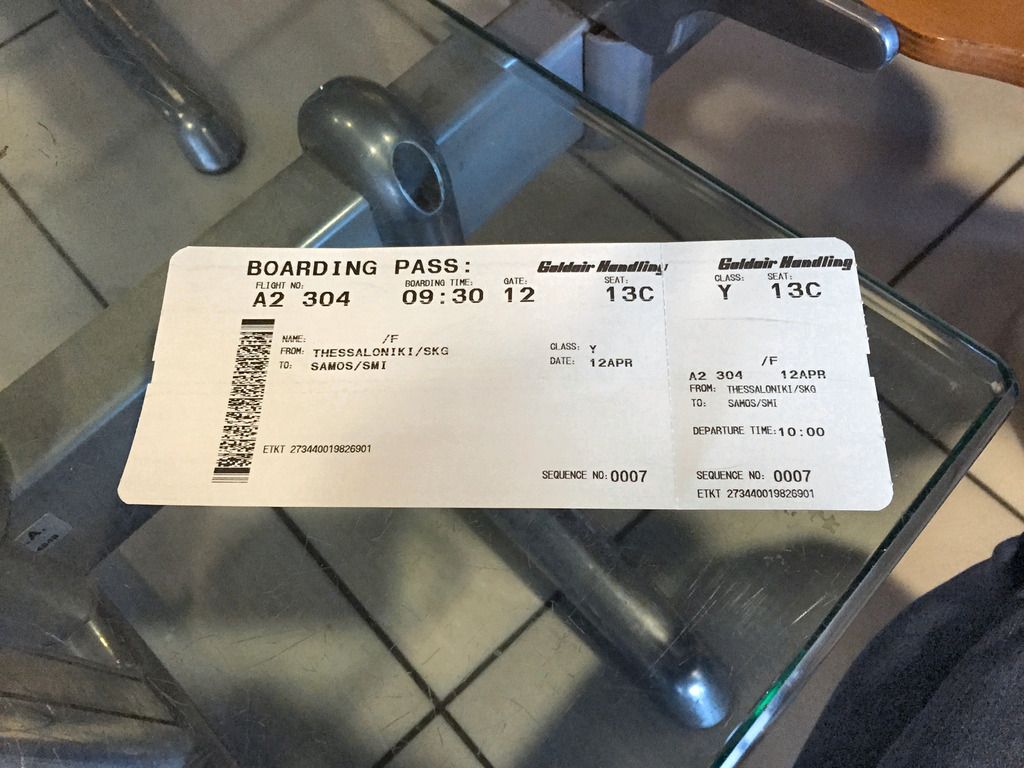 BOARDING PASS: Goldair Handling Goldair Handling
FLIGHT NO: BOARDING TIME: GATE: SEAT: CLASS: SEAT:
A2 304 09:30 12 13C Y 13C
NAME: /F
FROM: THESSALONIKI/SKG CLASS: Y
TO: SAMOS/SMI DATE: 12APR
/F
A2 304 12APR
FROM: THESSALONIKI/SKG
TO: SAMOS/SMI
DEPARTURE TIME: 10:00
ETKT 273440019826901
SEQUENCE NO: 0007 SEQUENCE NO: 0007
ETKT 273440019826901